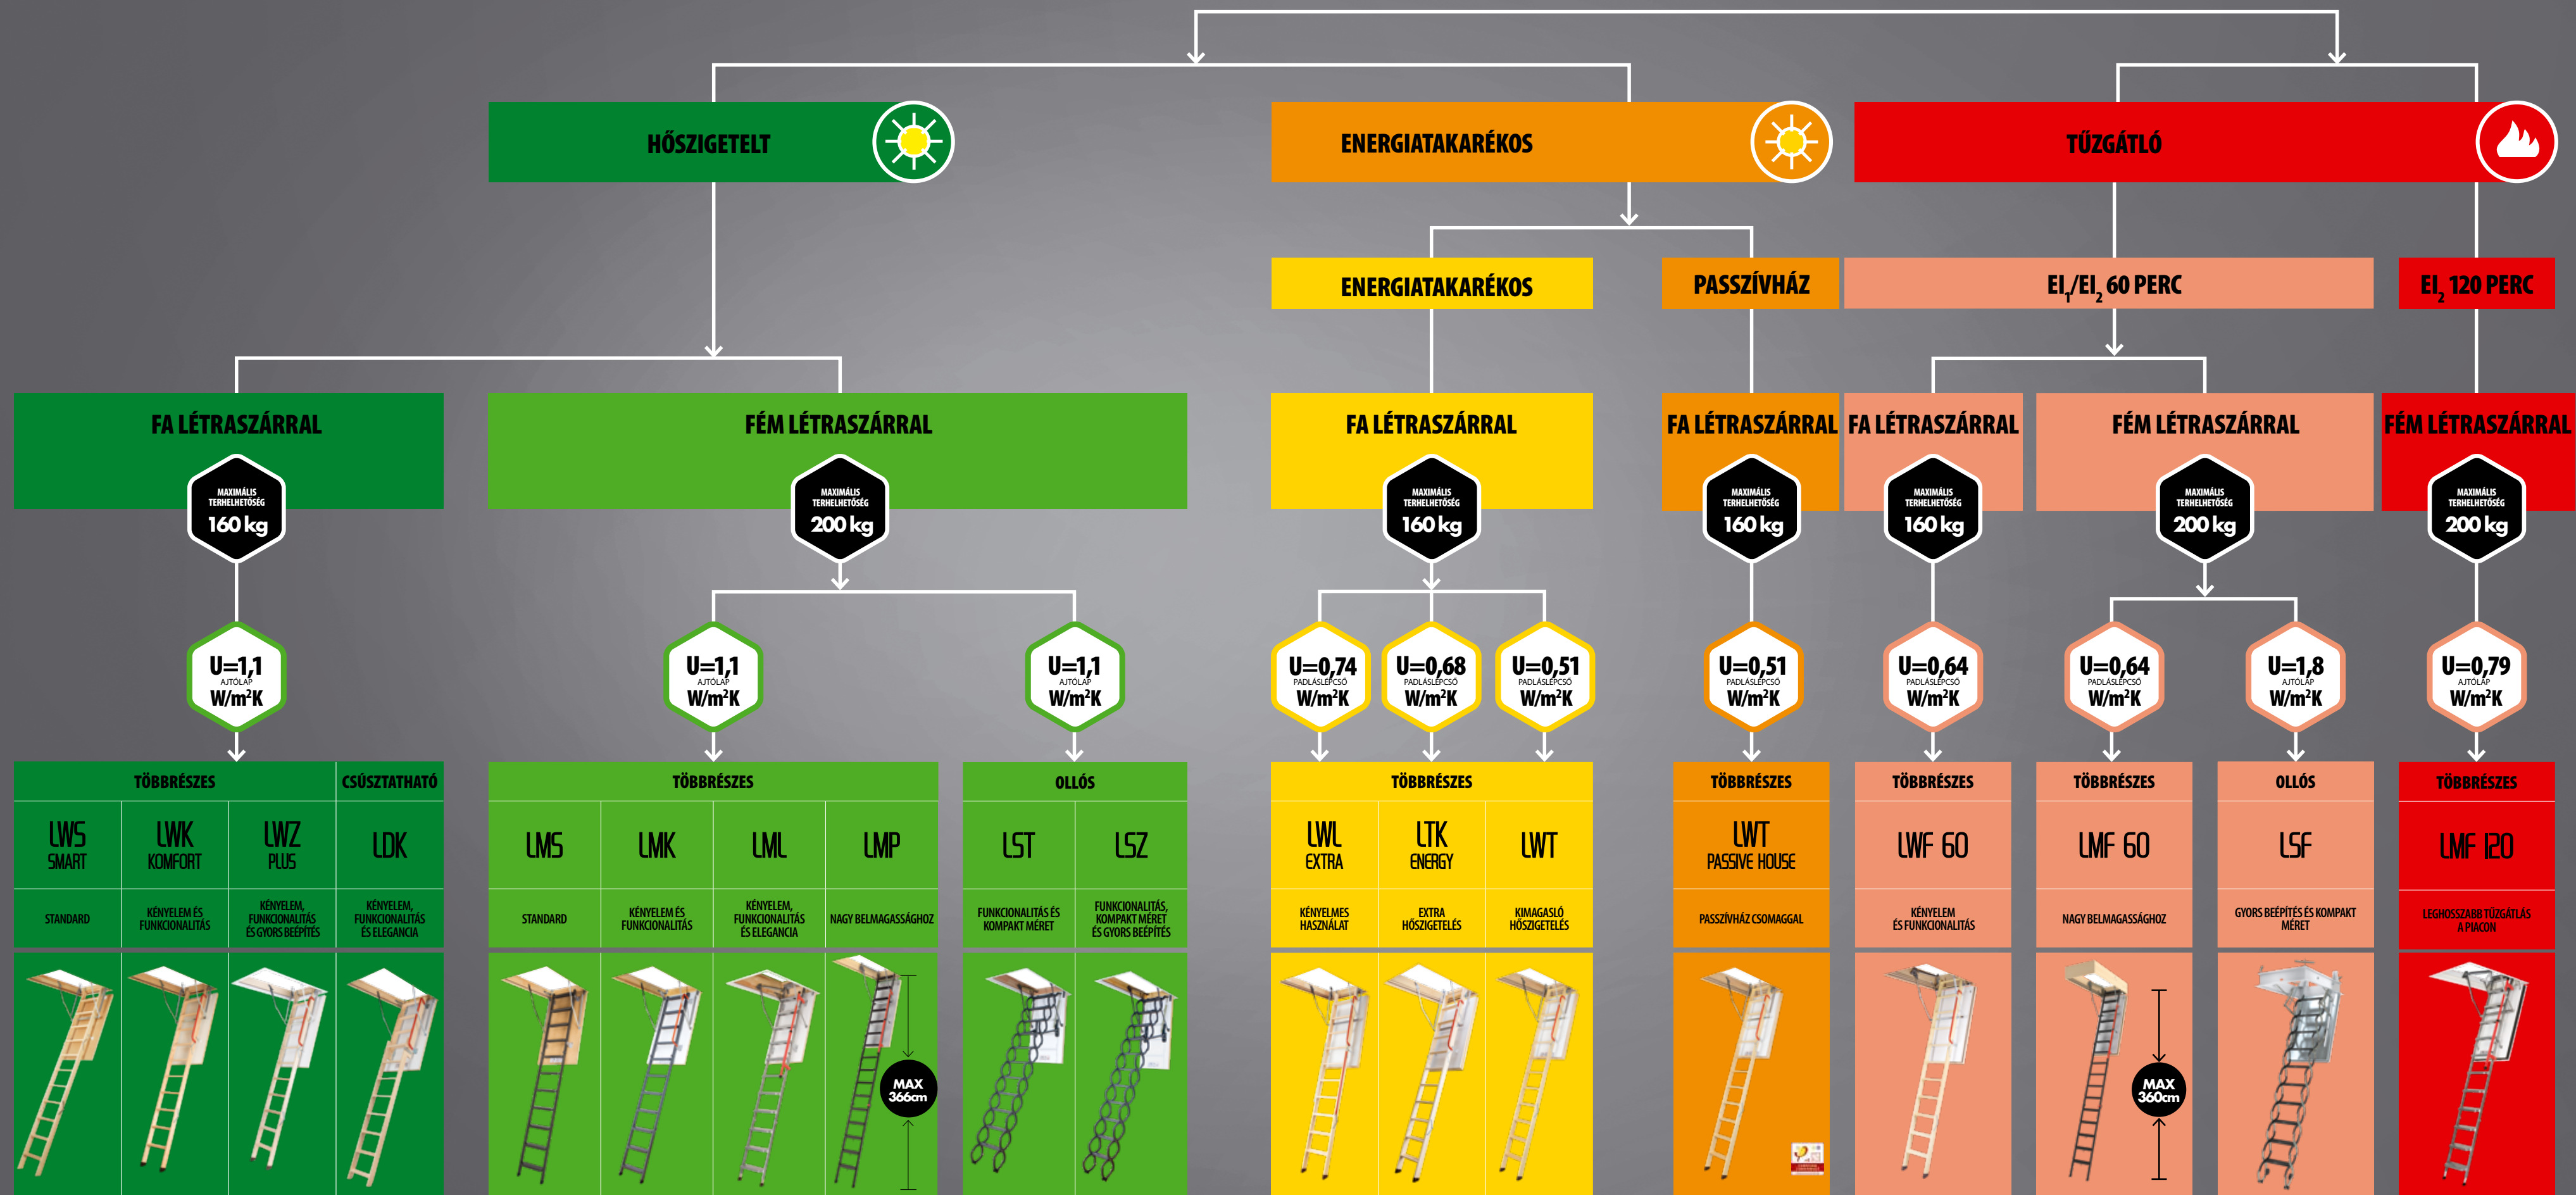 HŐSZIGETELT
ENERGIATAKARÉKOS
TŰZGÁTLÓ
ENERGIATAKARÉKOS
PASSZÍVHÁZ
EI1/EI2 60 PERC
EI2 120 PERC
FA LÉTRASZÁRRAL
FÉM LÉTRASZÁRRAL
FA LÉTRASZÁRRAL
FA LÉTRASZÁRRAL
FA LÉTRASZÁRRAL
FÉM LÉTRASZÁRRAL
FÉM LÉTRASZÁRRAL
MAXIMÁLIS
TERHELHETŐSÉG
160 kg
MAXIMÁLIS
TERHELHETŐSÉG
200 kg
MAXIMÁLIS
TERHELHETŐSÉG
160 kg
MAXIMÁLIS
TERHELHETŐSÉG
160 kg
MAXIMÁLIS
TERHELHETŐSÉG
160 kg
MAXIMÁLIS
TERHELHETŐSÉG
200 kg
MAXIMÁLIS
TERHELHETŐSÉG
200 kg
U=1,1
AJTÓLAP
W/m²K
U=1,1
AJTÓLAP
W/m²K
U=1,1
AJTÓLAP
W/m²K
U=0,74
PADLÁSLÉPCSŐ
W/m²K
U=0,68
PADLÁSLÉPCSŐ
W/m²K
U=0,51
PADLÁSLÉPCSŐ
W/m²K
U=0,51
PADLÁSLÉPCSŐ
W/m²K
U=0,64
PADLÁSLÉPCSŐ
W/m²K
U=0,64
PADLÁSLÉPCSŐ
W/m²K
U=1,8
AJTÓLAP
W/m²K
U=0,79
AJTÓLAP
W/m²K
TÖBBRÉSZES
CSÚSZTATHATÓ
LWS
SMART
STANDARD
LWK
KOMFORT
KÉNYELEM ÉS
FUNKCIONALITÁS
LWZ
PLUS
KÉNYELEM,
FUNKCIONALITÁS
ÉS GYORS BEÉPÍTÉS
LDK
KÉNYELEM,
FUNKCIONALITÁS
ÉS ELEGANCIA
TÖBBRÉSZES
LMS
STANDARD
LMK
KÉNYELEM ÉS
FUNKCIONALITÁS
LML
KÉNYELEM,
FUNKCIONALITÁS
ÉS ELEGANCIA
LMP
NAGY BELMAGASSÁGHOZ
MAX
366cm
OLLÓS
LST
FUNKCIONALITÁS ÉS
KOMPAKT MÉRET
LSZ
FUNKCIONALITÁS,
KOMPAKT MÉRET
ÉS GYORS BEÉPÍTÉS
TÖBBRÉSZES
LWL
EXTRA
KÉNYELMES
HASZNÁLAT
LTK
ENERGY
EXTRA
HŐSZIGETELÉS
LWT
KIMAGASLÓ
HŐSZIGETELÉS
TÖBBRÉSZES
LWT
PASSIVE HOUSE
PASSZÍVHÁZ CSOMAGGAL
TÖBBRÉSZES
LWF 60
KÉNYELEM
ÉS FUNKCIONALITÁS
TÖBBRÉSZES
LMF 60
NAGY BELMAGASSÁGHOZ
MAX
360cm
OLLÓS
LSF
GYORS BEÉPÍTÉS ÉS KOMPAKT
MÉRET
TÖBBRÉSZES
LMF 120
LEGHOSSZABB TŰZGÁTLÁS
A PIACON